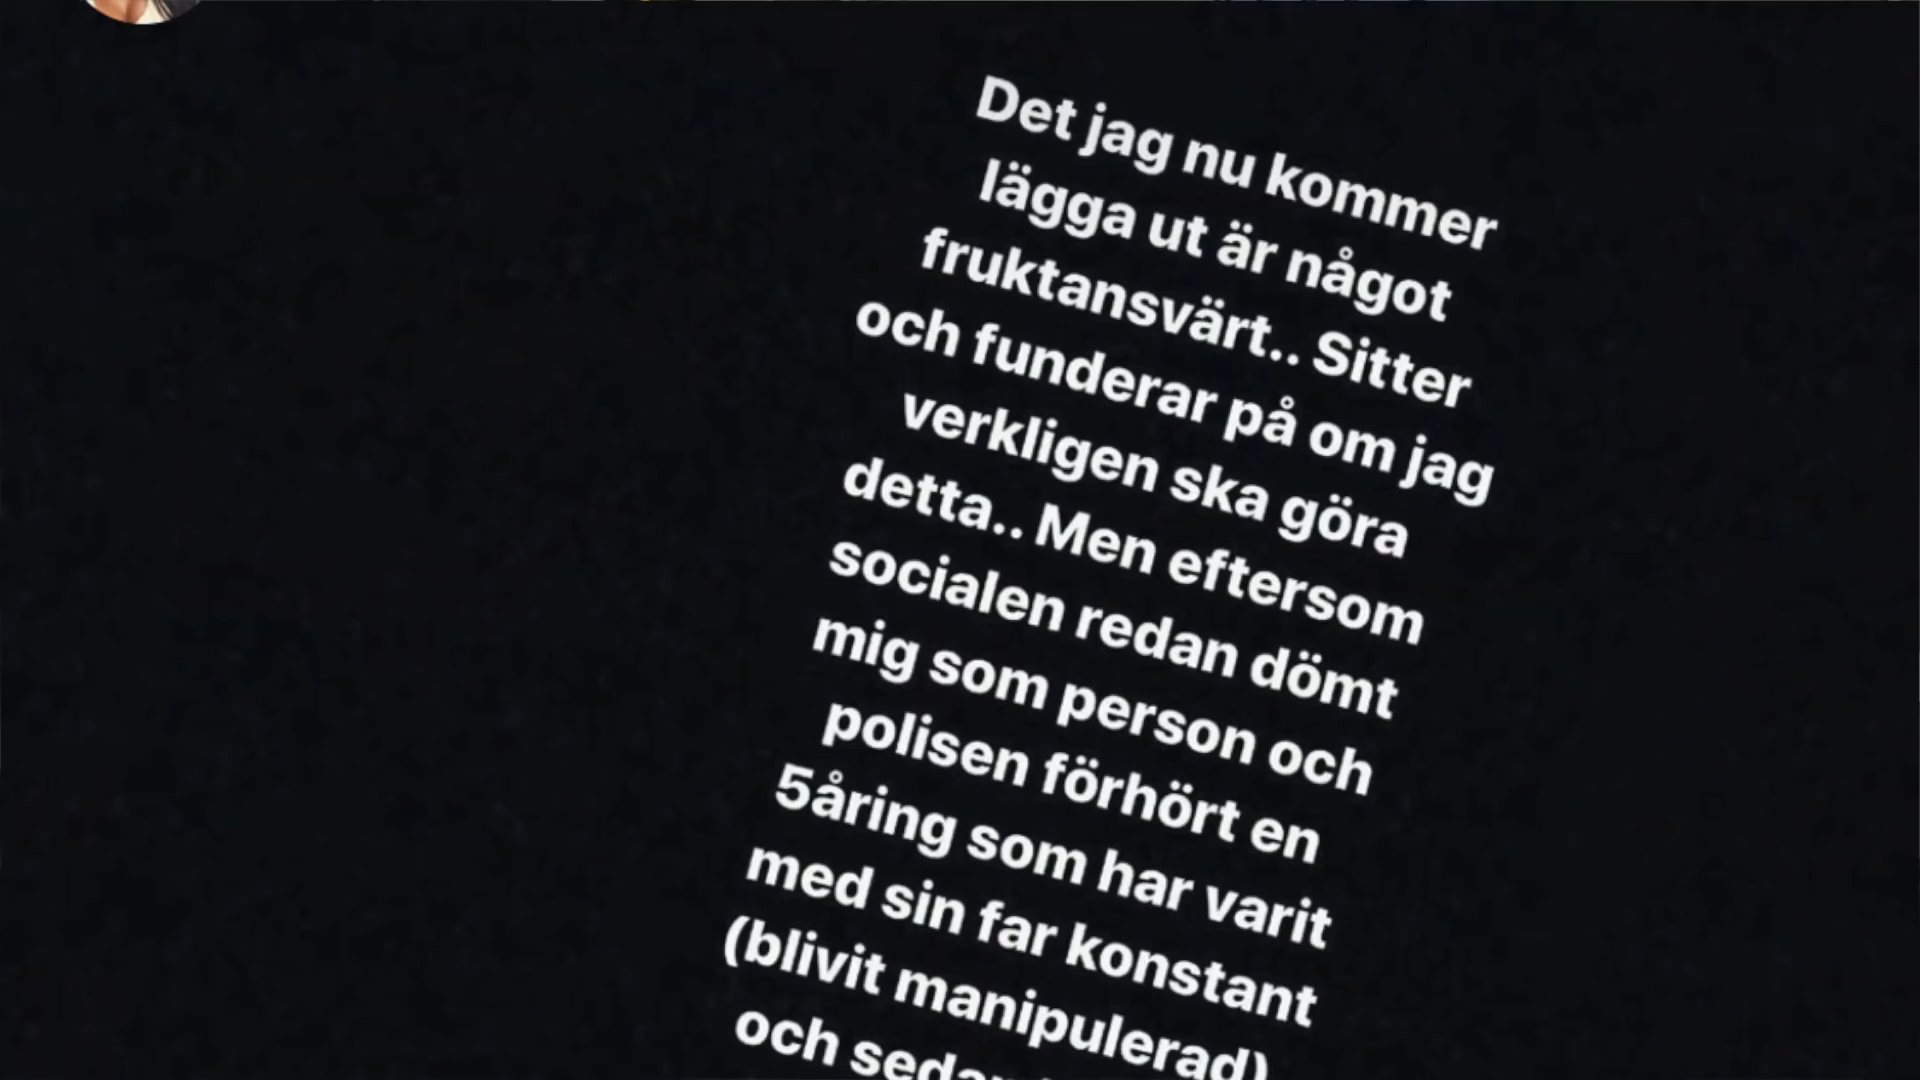 Det jag nu kommer
lägga ut är något
fruktansvärt.. Sitter
och funderar på om jag
verkligen ska göra
detta.. Men eftersom
socialen redan dömt
mig som person och
polisen förhört en
5åring som har varit
med sin far konstant
(blivit manipulerad)
och